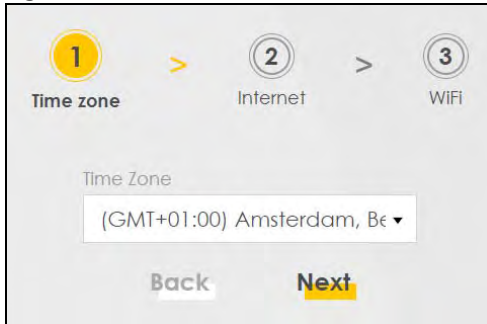 1 > 2 > 3
Time zone Internet WiFi
Time Zone
(GMT+01:00) Amsterdam, Be
Back Next